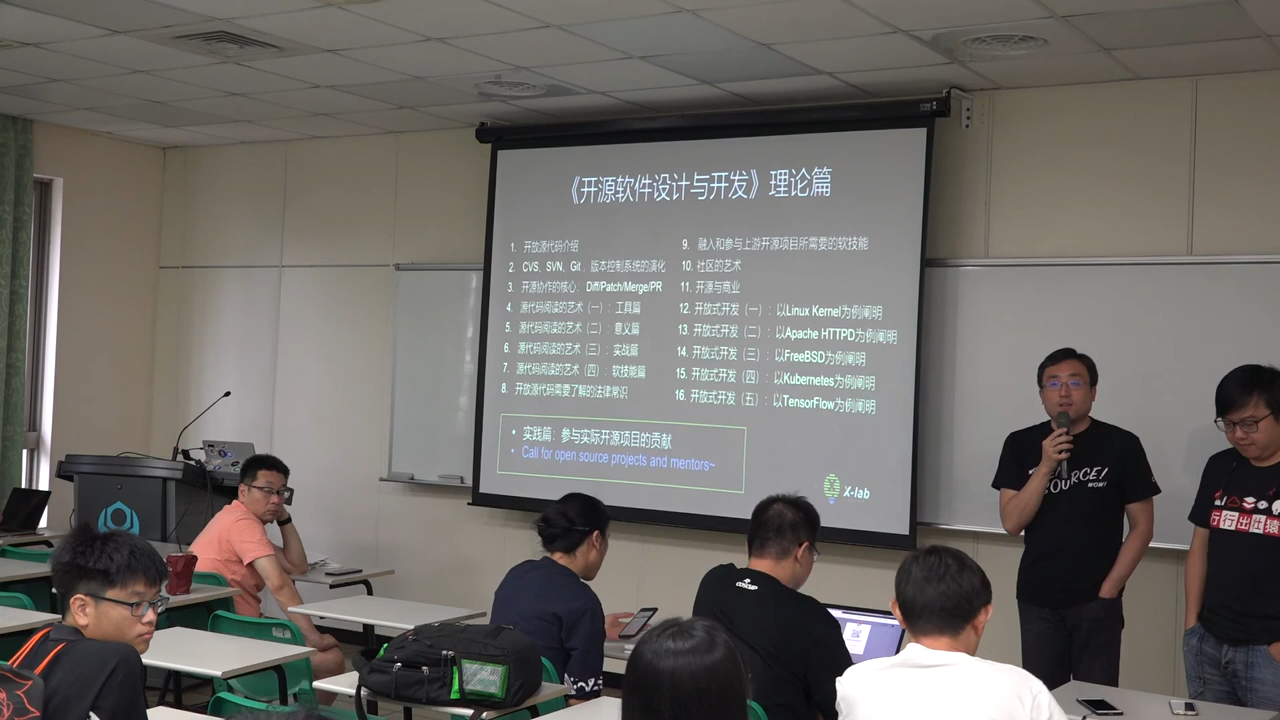 《开源软件设计与开发》理论篇
1. 开放源代码介绍
2. CVS、SVN、Git，版本控制系统的演化
3. 开源协作的核心：Diff/Patch/Merge/PR
4. 源代码阅读的艺术（一）：工具篇
5. 源代码阅读的艺术（二）：意义篇
6. 源代码阅读的艺术（三）：实战篇
7. 源代码阅读的艺术（四）：软技能篇
8. 开放源代码需要了解的法律常识
9. 融入和参与上游开源项目所需要的软技能
10. 社区的艺术
11. 开源与商业
12. 开放式开发（一）：以Linux Kernel为例阐明
13. 开放式开发（二）：以Apache HTTPD为例阐明
14. 开放式开发（三）：以FreeBSD为例阐明
15. 开放式开发（四）：以Kubernetes为例阐明
16. 开放式开发（五）：以TensorFlow为例阐明
• 实践篇：参与实际开源项目的贡献
• Call for open source projects and mentors~
X-lab
SOURCE!
WOW!
行行出社猿
COSCUP